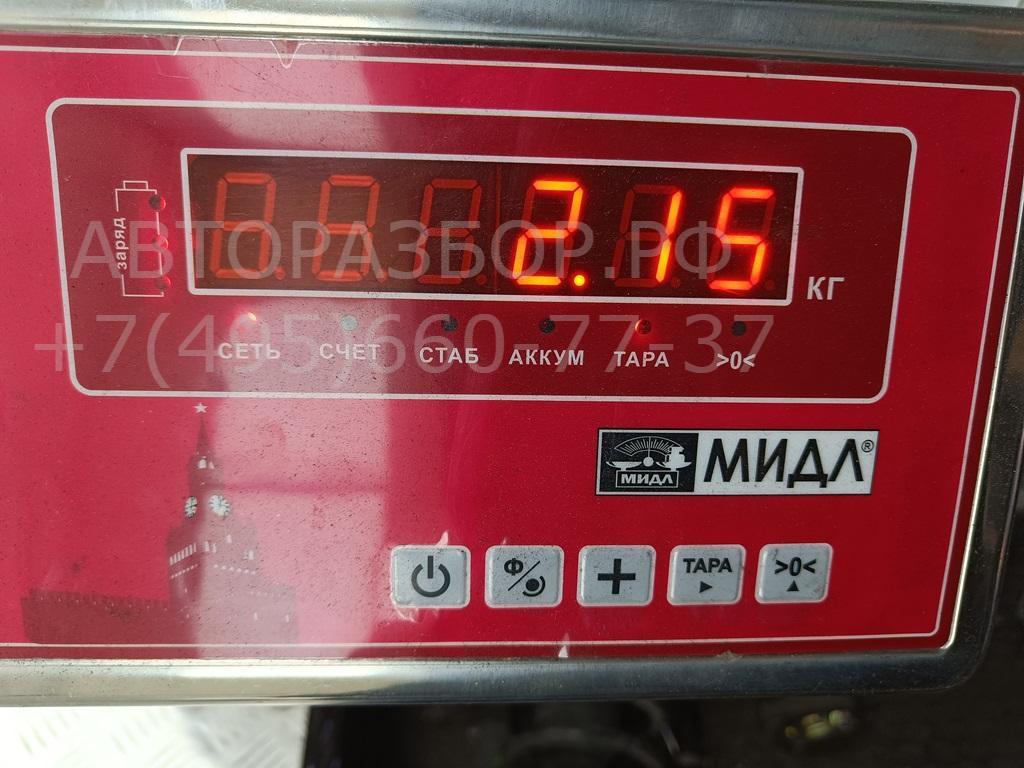 2.15
заряд
КГ
АВТОРАЗБОР.РФ
+7(495)660-77-37
СЕТЬ СЧЕТ СТАБ АККУМ ТАРА >0<
МИДЛ МИДЛ®
Ф
ТАРА >0<